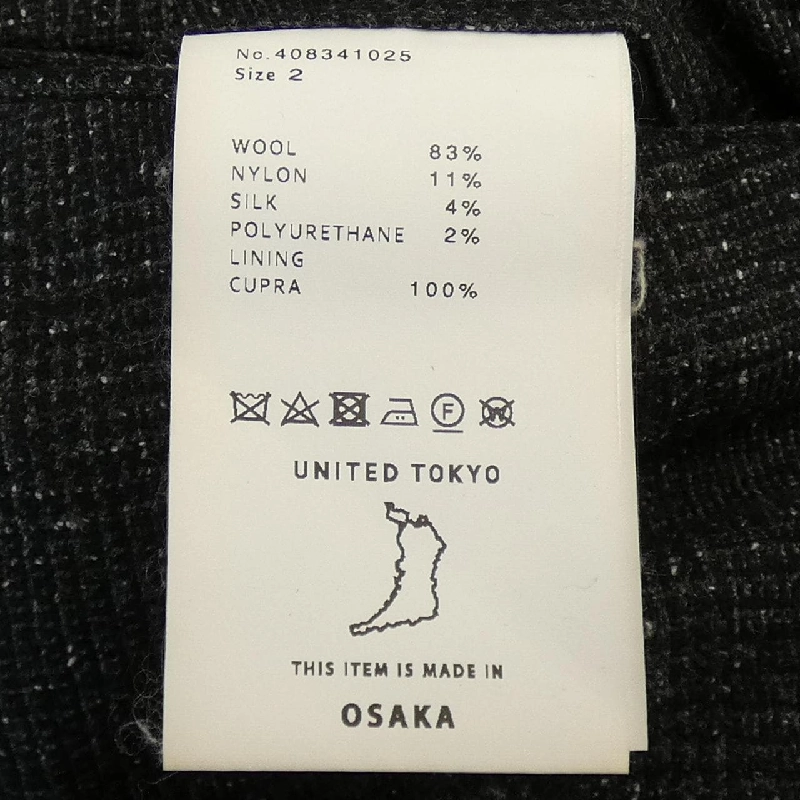 No. 408341025
Size 2
WOOL 83%
NYLON 11%
SILK 4%
POLYURETHANE 2%
LINING
CUPRA 100%
F W
UNITED TOKYO
THIS ITEM IS MADE IN
OSAKA